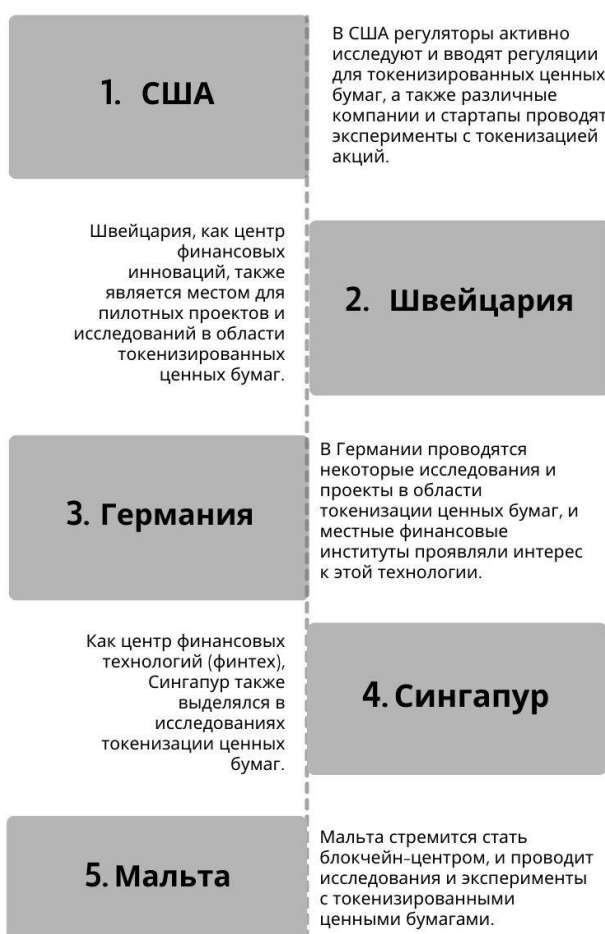 1. США
В США регуляторы активно
исследуют и вводят регуляции
для токенизированных ценных
бумаг, а также различные
компании и стартапы проводят
эксперименты с токенизацией
акций.
Швейцария, как центр
финансовых
инноваций, также
является местом для
пилотных проектов и
исследований в области
токенизированных
ценных бумаг.
2. Швейцария
3. Германия
В Германии проводятся
некоторые исследования и
проекты в области
токенизации ценных бумаг, и
местные финансовые
институты проявляли интерес
к этой технологии.
Как центр финансовых
технологий (финтех),
Сингапур также
выделялся в
исследованиях
токенизации ценных
бумаг.
4. Сингапур
5. Мальта
Мальта стремится стать
блокчейн-центром, и проводит
исследования и эксперименты
с токенизированными
ценными бумагами.